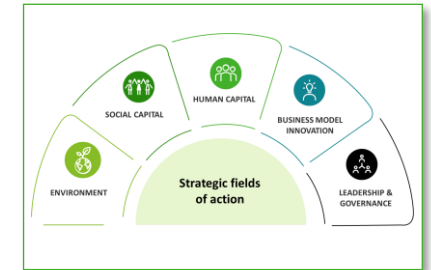 ENVIRONMENT
SOCIAL CAPITAL
HUMAN CAPITAL
BUSINESS MODEL
INNOVATION
LEADERSHIP &
GOVERNANCE
Strategic fields
of action